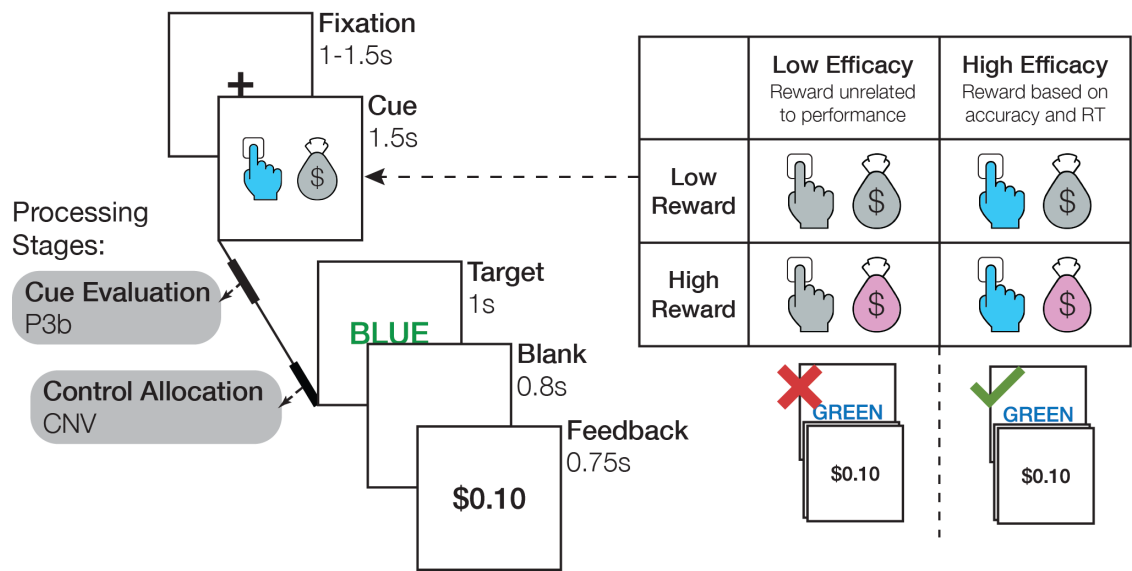 Fixation
1-1.5s
+
Cue
1.5s
$
Processing
Stages:
Cue Evaluation
P3b
Control Allocation
CNV
Target
1s
BLUE
Blank
0.8s
Feedback
0.75s
$0.10
Low Efficacy
Reward unrelated
to performance
High Efficacy
Reward based on
accuracy and RT
Low
Reward
$
$
High
Reward
$
$
GREEN
$0.10
GREEN
$0.10